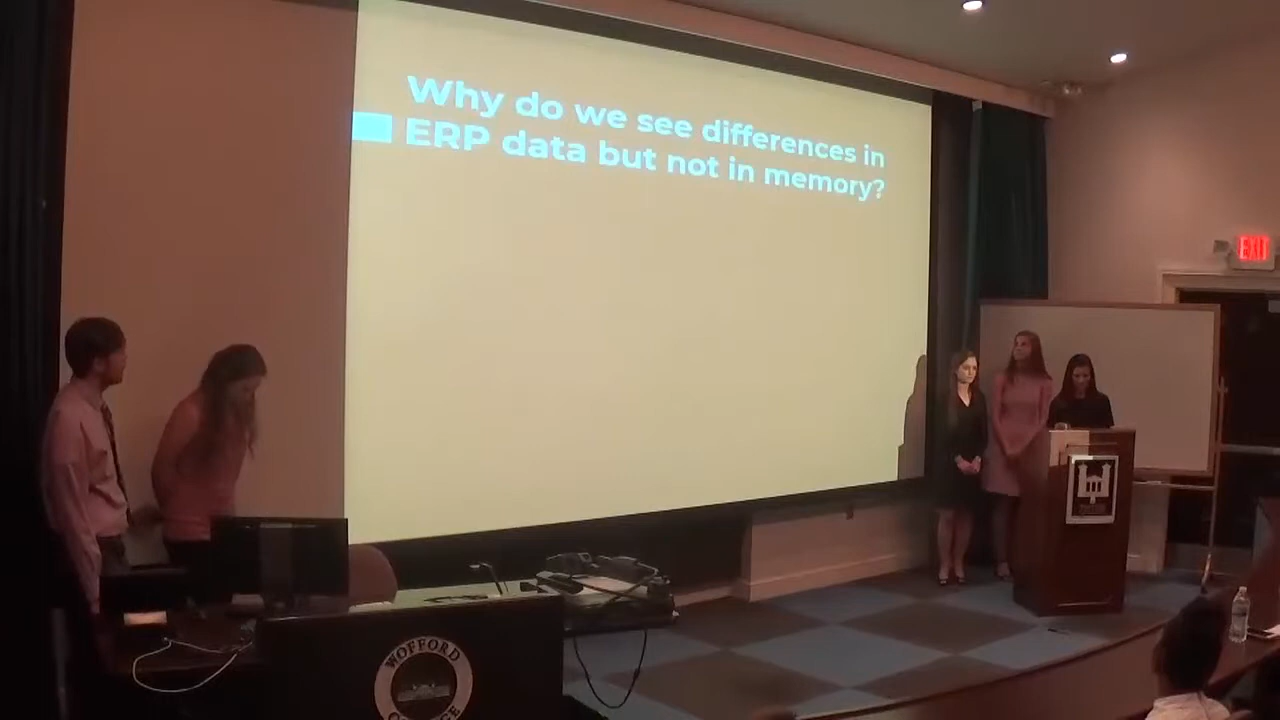 Why do we see differences in
ERP data but not in memory?
EXIT
WOFFORD